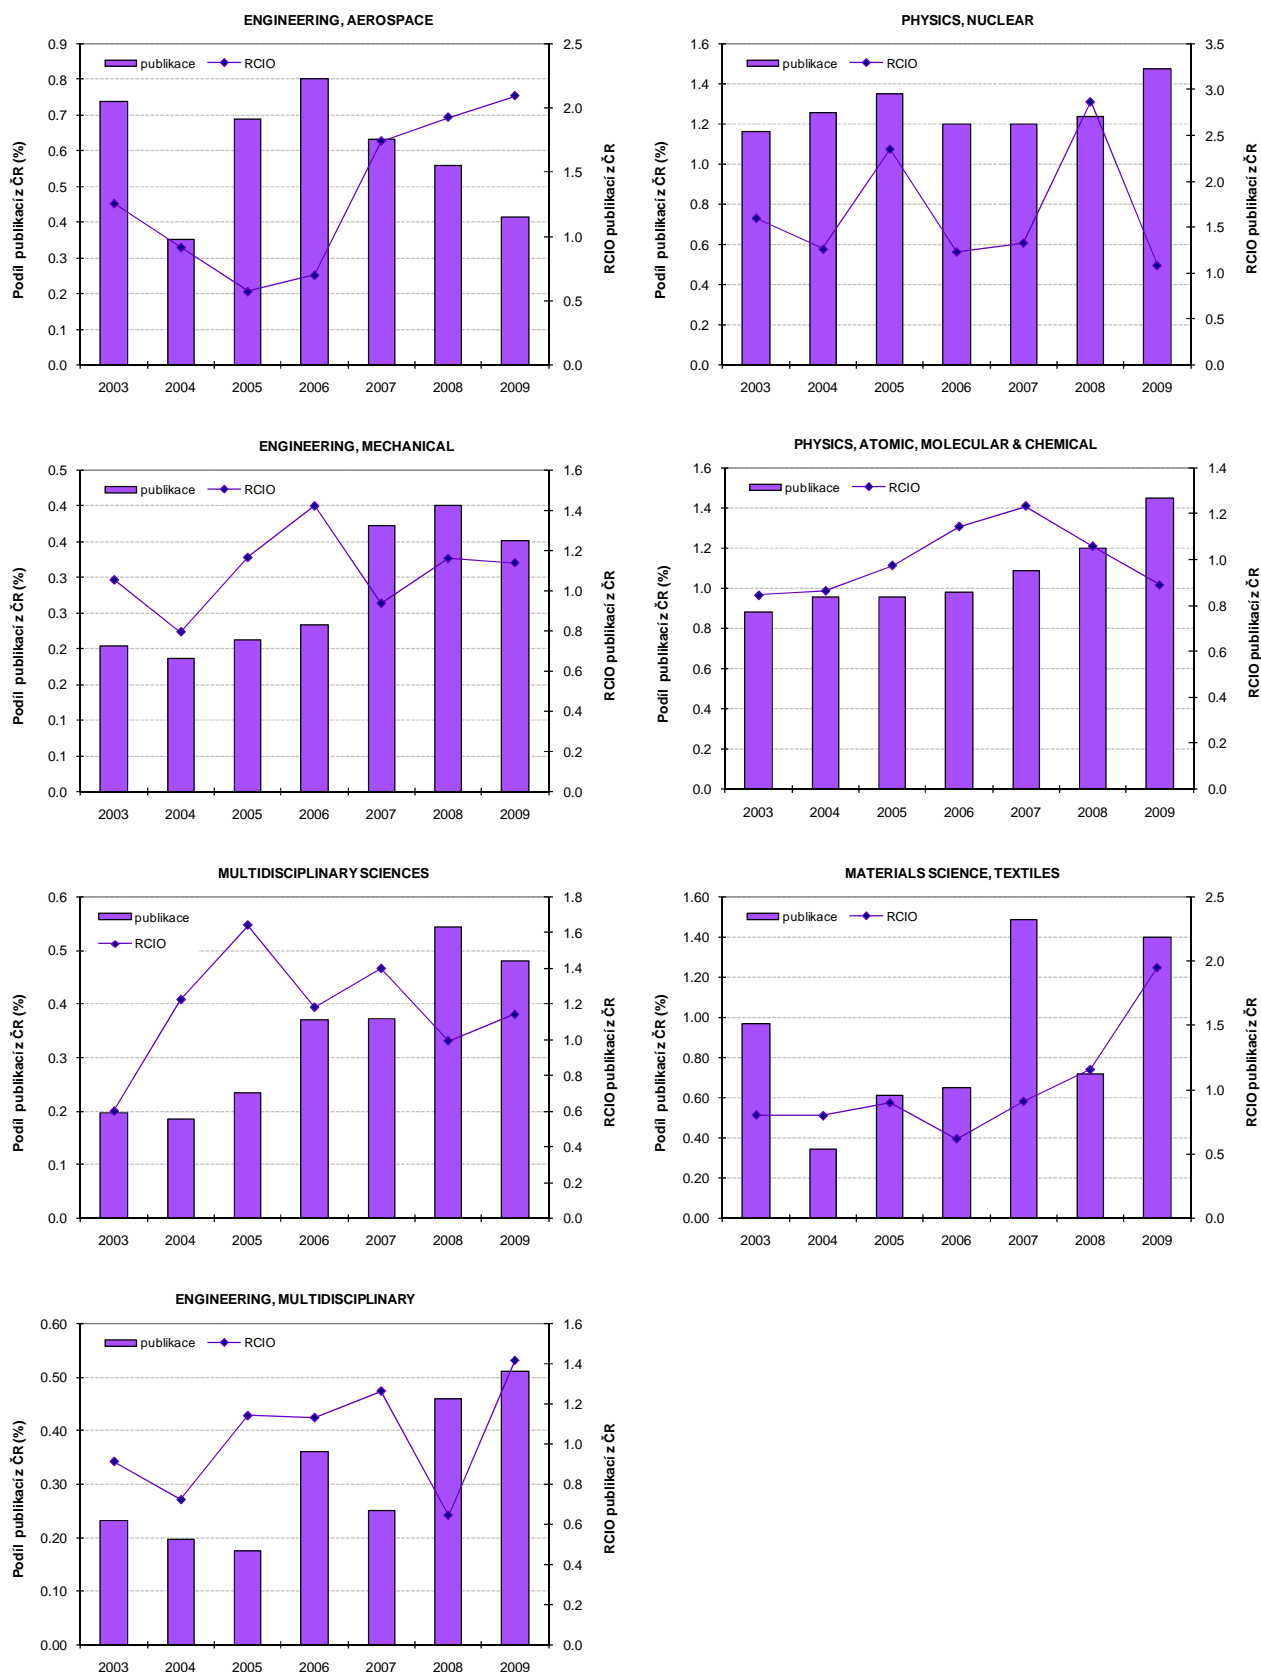 ENGINEERING, AEROSPACE
publikace
RCIO
Podíl publikací z ČR (%)
0.9
0.8
0.7
0.6
0.5
0.4
0.3
0.2
0.1
0.0
2.5
2.0
1.5
1.0
0.5
0.0
RCIO publikací z ČR
2003 2004 2005 2006 2007 2008 2009
PHYSICS, NUCLEAR
publikace
RCIO
Podíl publikací z ČR (%)
1.6
1.4
1.2
1.0
0.8
0.6
0.4
0.2
0.0
3.5
3.0
2.5
2.0
1.5
1.0
0.5
0.0
RCIO publikací z ČR
2003 2004 2005 2006 2007 2008 2009
ENGINEERING, MECHANICAL
publikace
RCIO
Podíl publikací z ČR (%)
0.5
0.4
0.4
0.3
0.3
0.2
0.2
0.1
0.1
0.0
1.6
1.4
1.2
1.0
0.8
0.6
0.4
0.2
0.0
RCIO publikací z ČR
2003 2004 2005 2006 2007 2008 2009
PHYSICS, ATOMIC, MOLECULAR & CHEMICAL
publikace
RCIO
Podíl publikací z ČR (%)
1.6
1.4
1.2
1.0
0.8
0.6
0.4
0.2
0.0
1.4
1.2
1.0
0.8
0.6
0.4
0.2
0.0
RCIO publikací z ČR
2003 2004 2005 2006 2007 2008 2009
MULTIDISCIPLINARY SCIENCES
publikace
RCIO
Podíl publikací z ČR (%)
0.6
0.5
0.4
0.3
0.2
0.1
0.0
1.8
1.6
1.4
1.2
1.0
0.8
0.6
0.4
0.2
0.0
RCIO publikací z ČR
2003 2004 2005 2006 2007 2008 2009
MATERIALS SCIENCE, TEXTILES
publikace
RCIO
Podíl publikací z ČR (%)
1.60
1.40
1.20
1.00
0.80
0.60
0.40
0.20
0.00
2.5
2.0
1.5
1.0
0.5
0.0
RCIO publikací z ČR
2003 2004 2005 2006 2007 2008 2009
ENGINEERING, MULTIDISCIPLINARY
publikace
RCIO
Podíl publikací z ČR (%)
0.60
0.50
0.40
0.30
0.20
0.10
0.00
1.6
1.4
1.2
1.0
0.8
0.6
0.4
0.2
0.0
RCIO publikací z ČR
2003 2004 2005 2006 2007 2008 2009